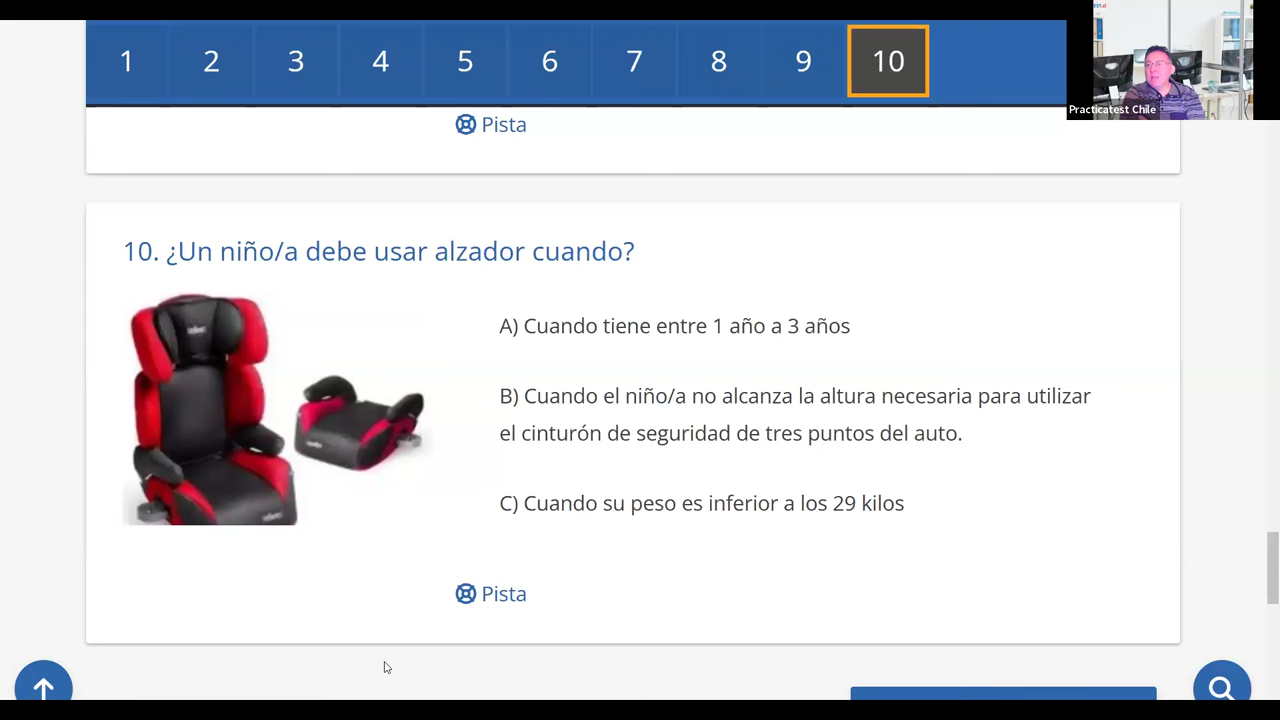 1 2 3 4 5 6 7 8 9 10
Practicatest Chile
Pista
10. ¿Un niño/a debe usar alzador cuando?
A) Cuando tiene entre 1 año a 3 años
B) Cuando el niño/a no alcanza la altura necesaria para utilizar
el cinturón de seguridad de tres puntos del auto.
C) Cuando su peso es inferior a los 29 kilos
Pista